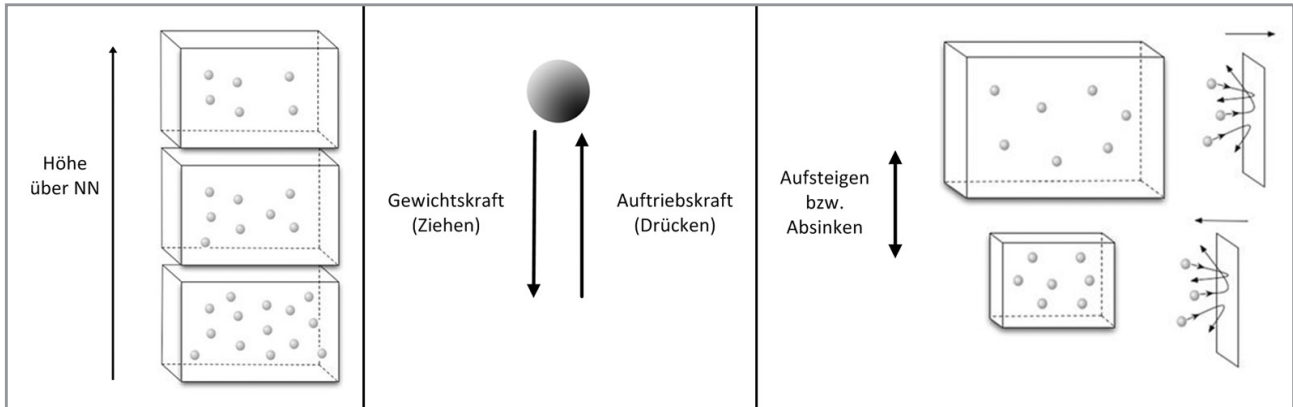 Höhe
über NN
Gewichtskraft
(Ziehen)
Auftriebskraft
(Drücken)
Aufsteigen
bzw.
Absinken